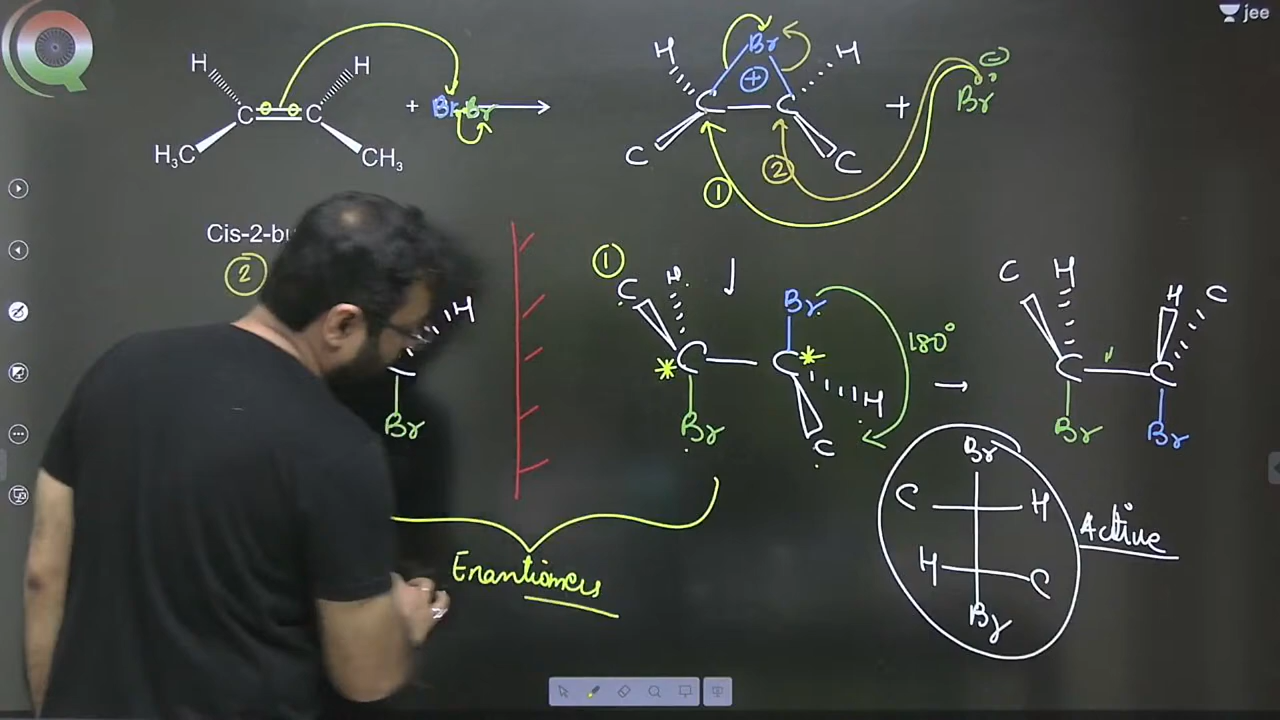 jee
H H
C C + Br Br
H₃C CH₃
H Br H
+
C C + Br
C C
⊖
① ②
Cis-2-bu
②
H
C
Br
①
C H Br
* C C *
H
Br C
180°
C H H C
C C
Br Br
Enantiomers
Br
C H
H C
Br
Active